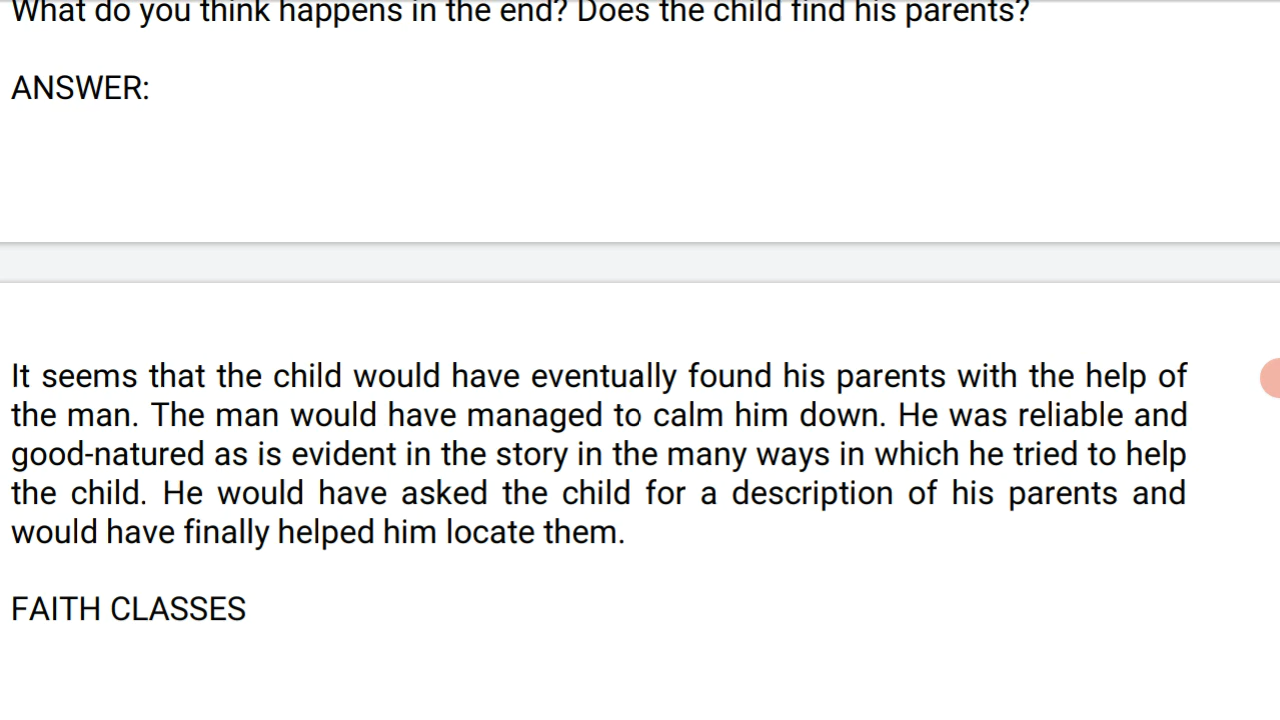 What do you think happens in the end? Does the child find his parents?
ANSWER:
It seems that the child would have eventually found his parents with the help of
the man. The man would have managed to calm him down. He was reliable and
good-natured as is evident in the story in the many ways in which he tried to help
the child. He would have asked the child for a description of his parents and
would have finally helped him locate them.
FAITH CLASSES